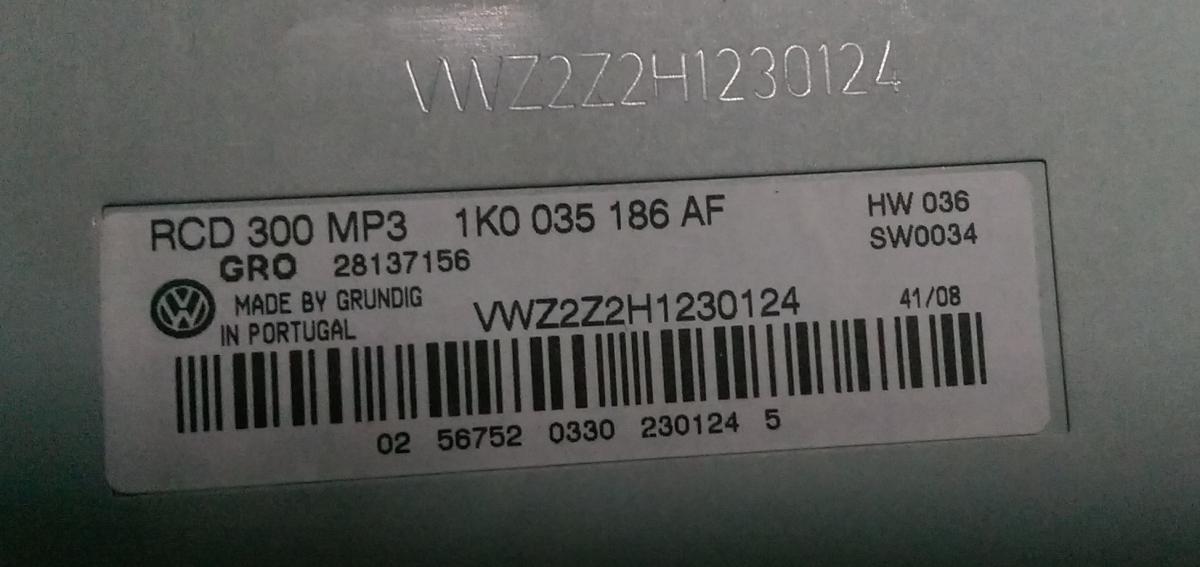 VWZ2Z2H1230124
RCD 300 MP3 1K0 035 186 AF HW 036
SW0034
GRO 28137156
MADE BY GRUNDIG
IN PORTUGAL
VWZ2Z2H1230124 41/08
02 56752 0330 230124 5